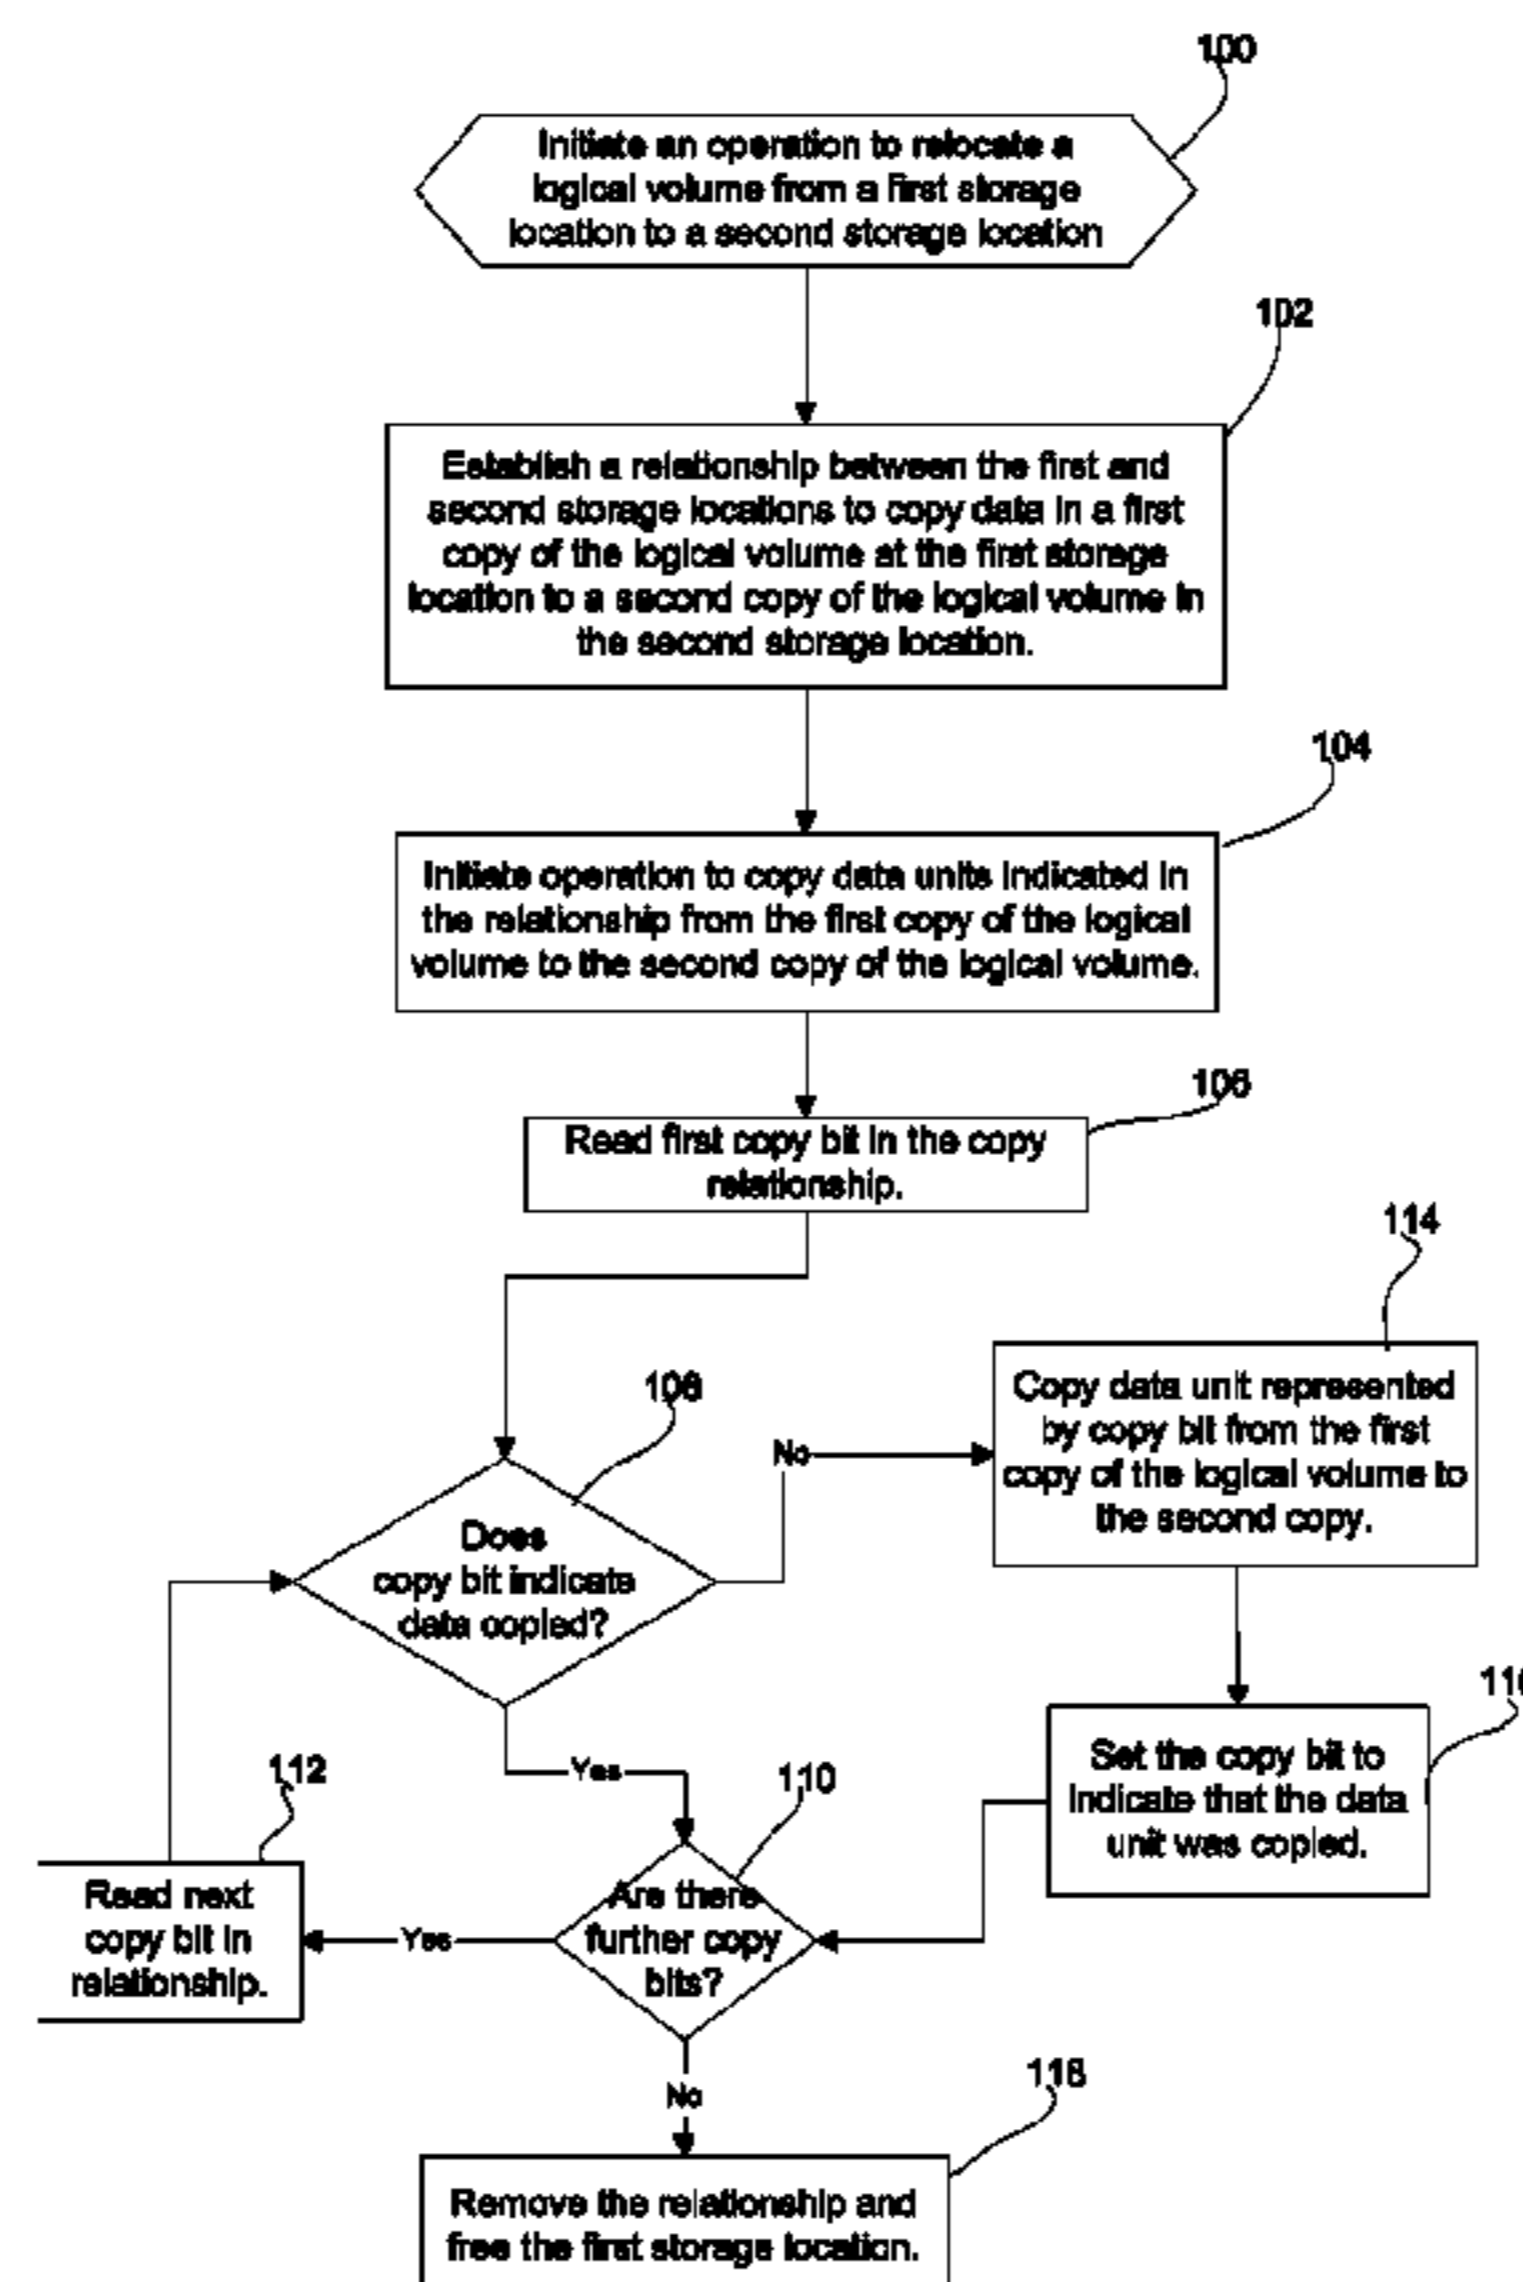 100
Initiate an operation to relocate a
logical volume from a first storage
location to a second storage location
102
Establish a relationship between the first and
second storage locations to copy data in a first
copy of the logical volume at the first storage
location to a second copy of the logical volume in
the second storage location.
104
Initiate operation to copy data units indicated in
the relationship from the first copy of the logical
volume to the second copy of the logical volume.
106
Read first copy bit in the copy
relationship.
108
Does
copy bit indicate
data copied?
No
114
Copy data unit represented
by copy bit from the first
copy of the logical volume to
the second copy.
Set the copy bit to
indicate that the data
unit was copied.
Yes
110
Are there
further copy
bits?
Yes
112
Read next
copy bit in
relationship.
No
118
Remove the relationship and
free the first storage location.